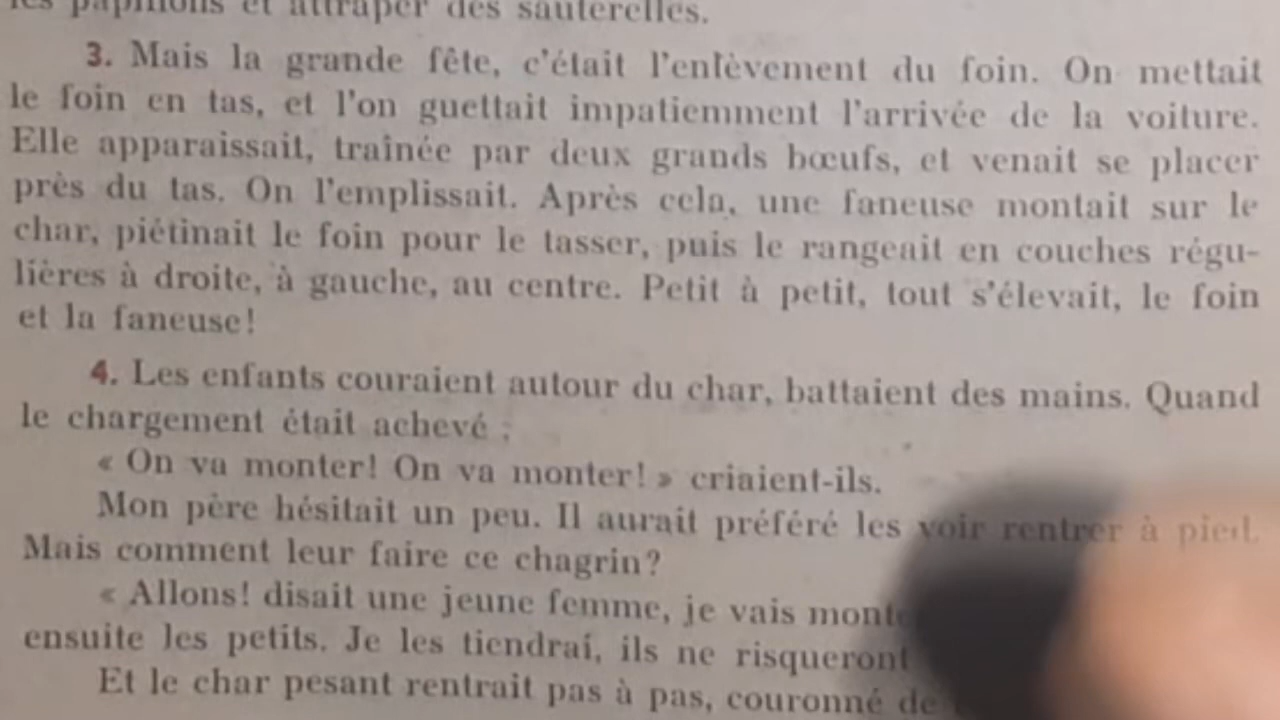 les papillons et attraper des sauterelles.
3. Mais la grande fête, c'était l'enlèvement du foin. On mettait
le foin en tas, et l'on guettait impatiemment l'arrivée de la voiture.
Elle apparaissait, traînée par deux grands bœufs, et venait se placer
près du tas. On l'emplissait. Après cela, une faneuse montait sur le
char, piétinait le foin pour le tasser, puis le rangeait en couches régu-
lières à droite, à gauche, au centre. Petit à petit, tout s'élevait, le foin
et la faneuse!
4. Les enfants couraient autour du char, battaient des mains. Quand
le chargement était achevé :
« On va monter! On va monter! » criaient-ils.
Mon père hésitait un peu. Il aurait préféré les voir rentrer à pied.
Mais comment leur faire ce chagrin?
« Allons! disait une jeune femme, je vais
ensuite les petits. Je les tiendrai, ils ne risqueront
Et le char pesant rentrait pas à pas, couronné de